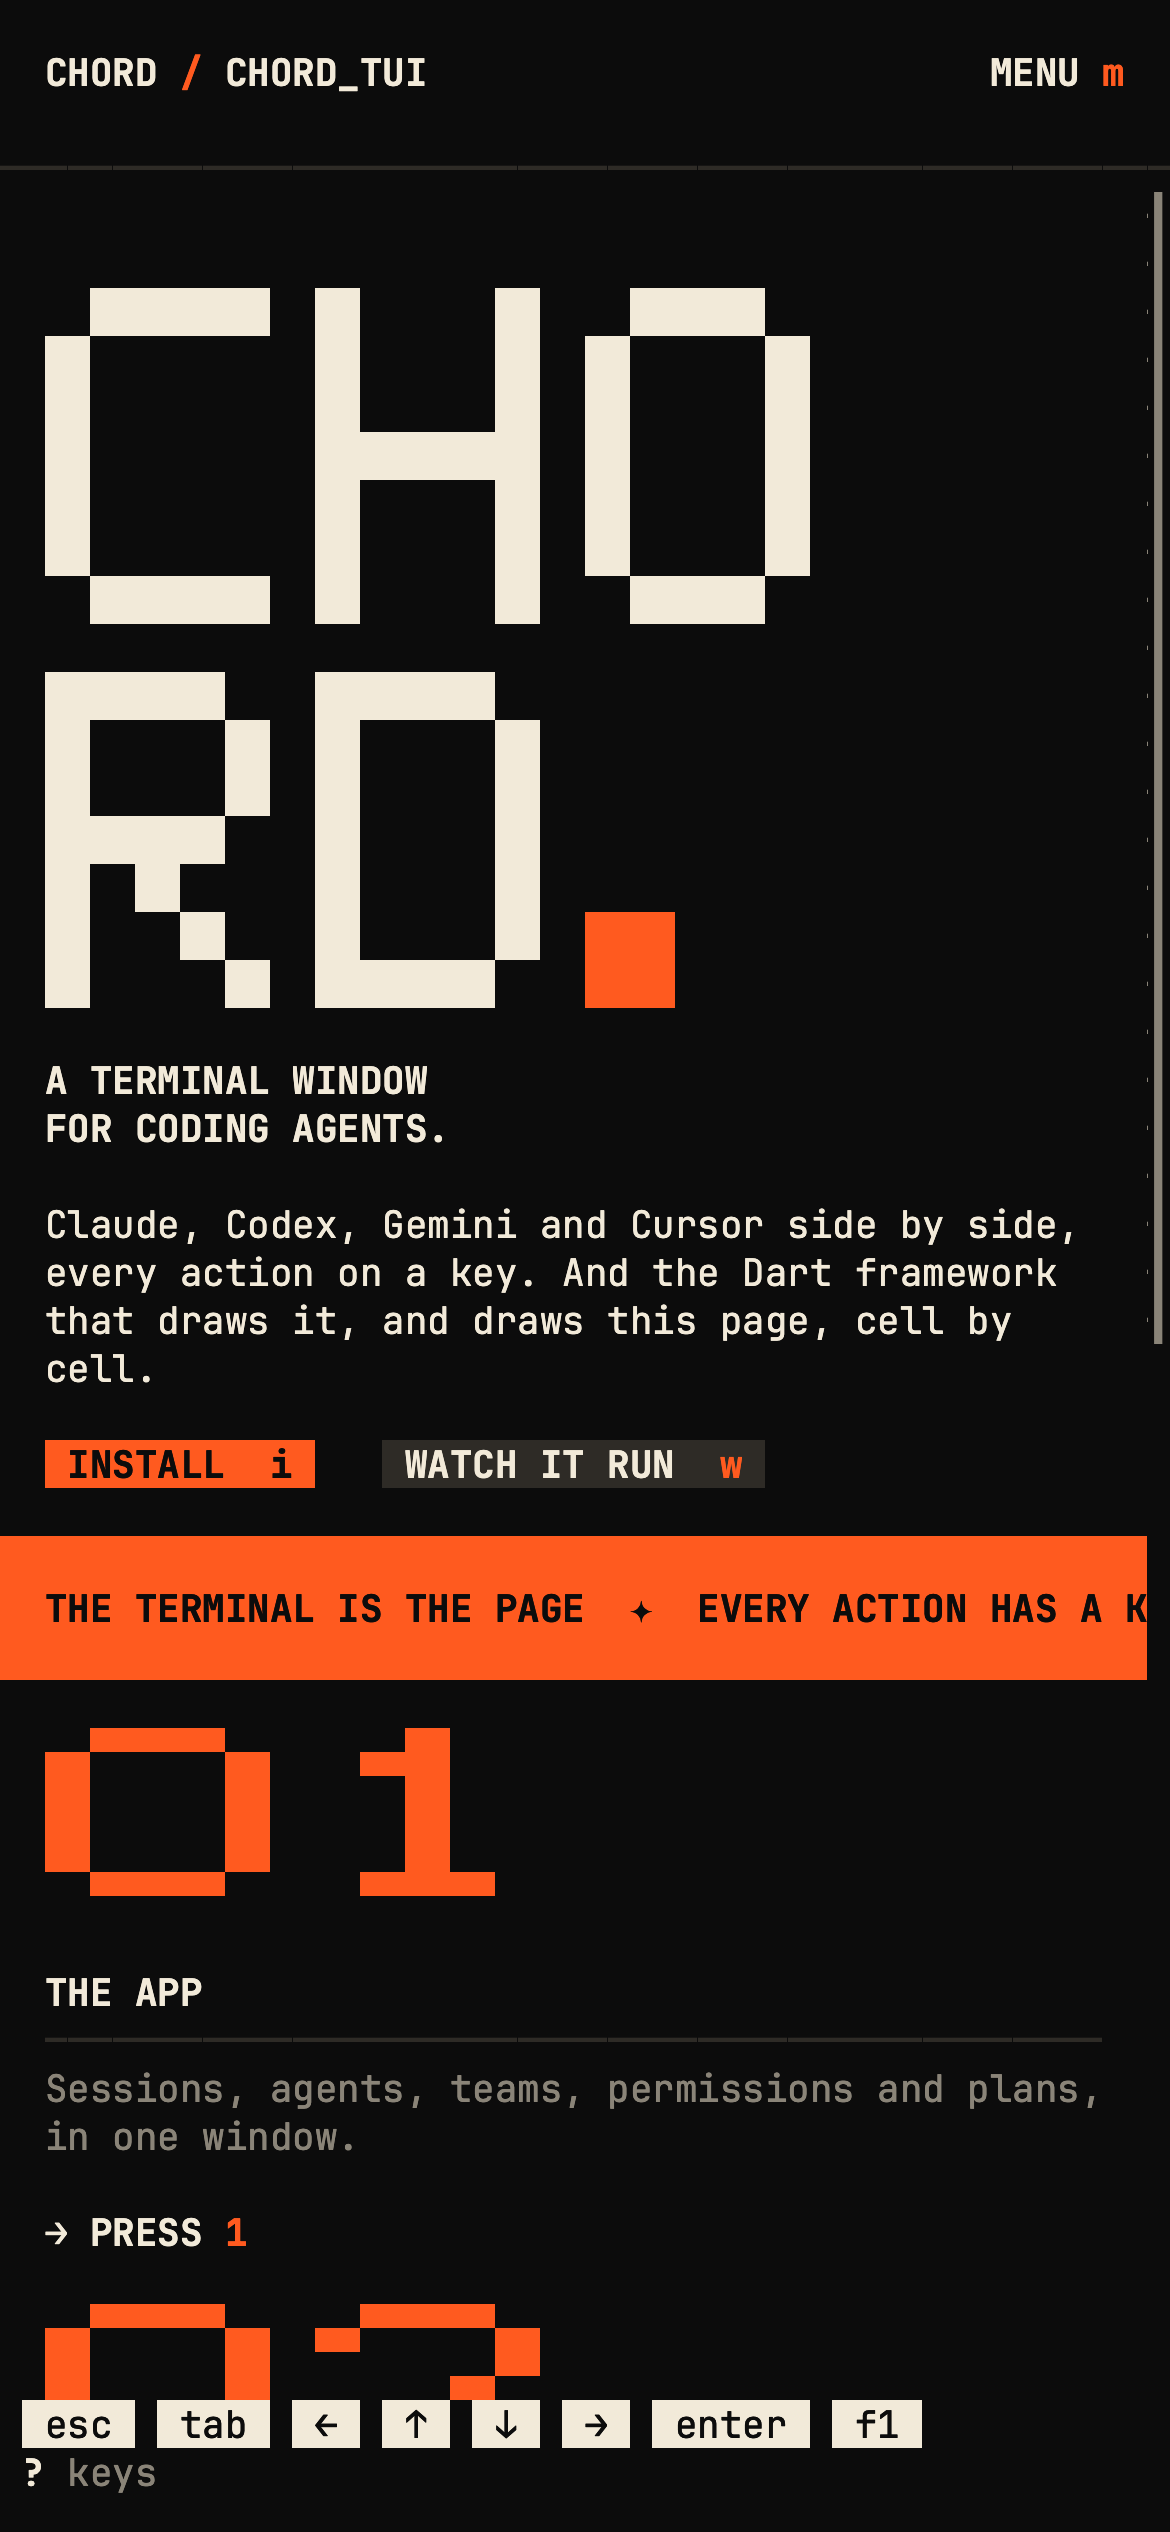 CHORD / CHORD_TUI
MENU m
CHO
RD.
A TERMINAL WINDOW
FOR CODING AGENTS.
Claude, Codex, Gemini and Cursor side by side,
every action on a key. And the Dart framework
that draws it, and draws this page, cell by
cell.
INSTALL i
WATCH IT RUN w
THE TERMINAL IS THE PAGE ✦ EVERY ACTION HAS A K
01
THE APP
Sessions, agents, teams, permissions and plans,
in one window.
→ PRESS 1
02
esc tab ← ↑ ↓ → enter f1
? keys